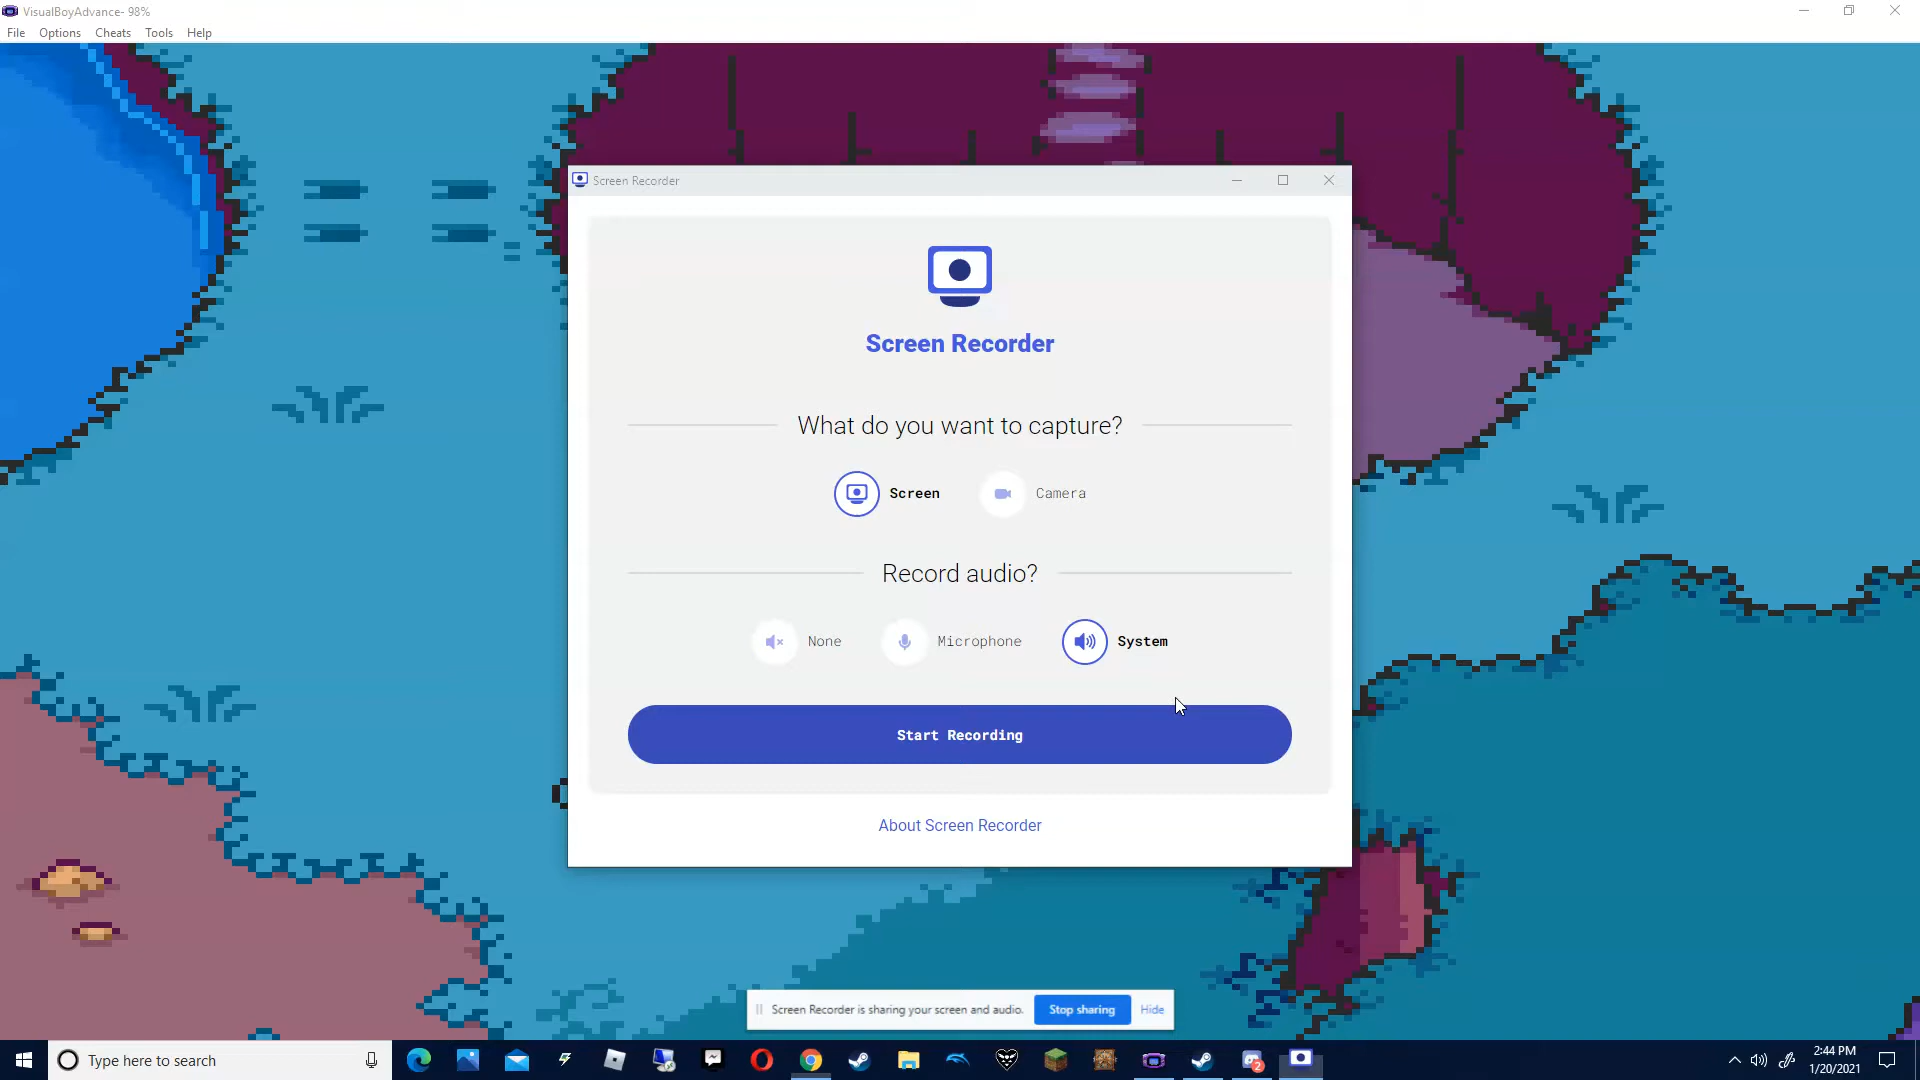 VisualBoyAdvance- 98%
File Options Cheats Tools Help
Screen Recorder
Screen Recorder
What do you want to capture?
Screen Camera
Record audio?
None Microphone System
Start Recording
About Screen Recorder
Screen Recorder is sharing your screen and audio. Stop sharing Hide
Type here to search
2
2:44 PM
1/20/2021